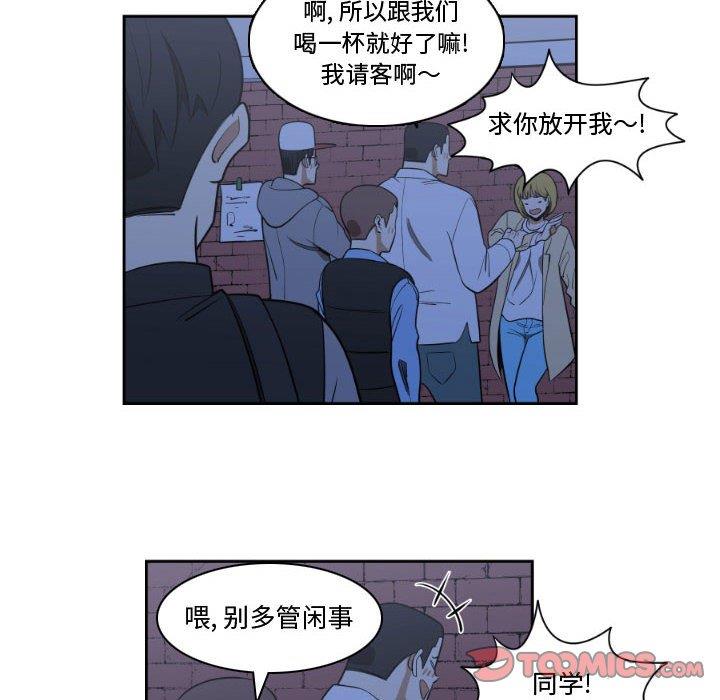 啊, 所以跟我们
喝一杯就好了嘛!
我请客啊～
求你放开我～!
喂, 别多管闲事
同学!
TOOMICS.COM